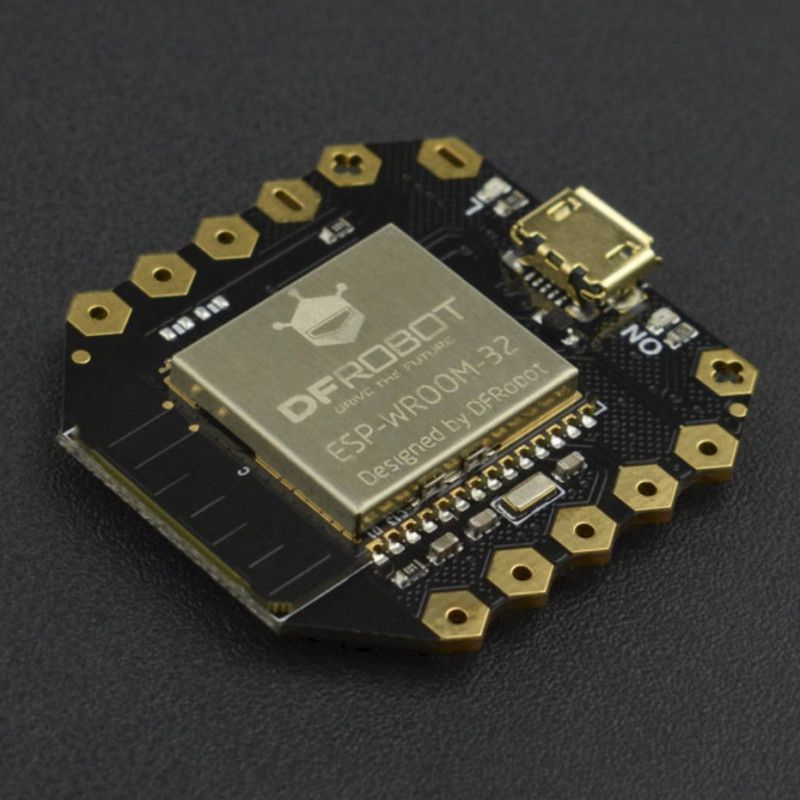 DFROBOT
DRIVE THE FUTURE
ESP-WROOM-32
Designed by DFRobot
L
ON